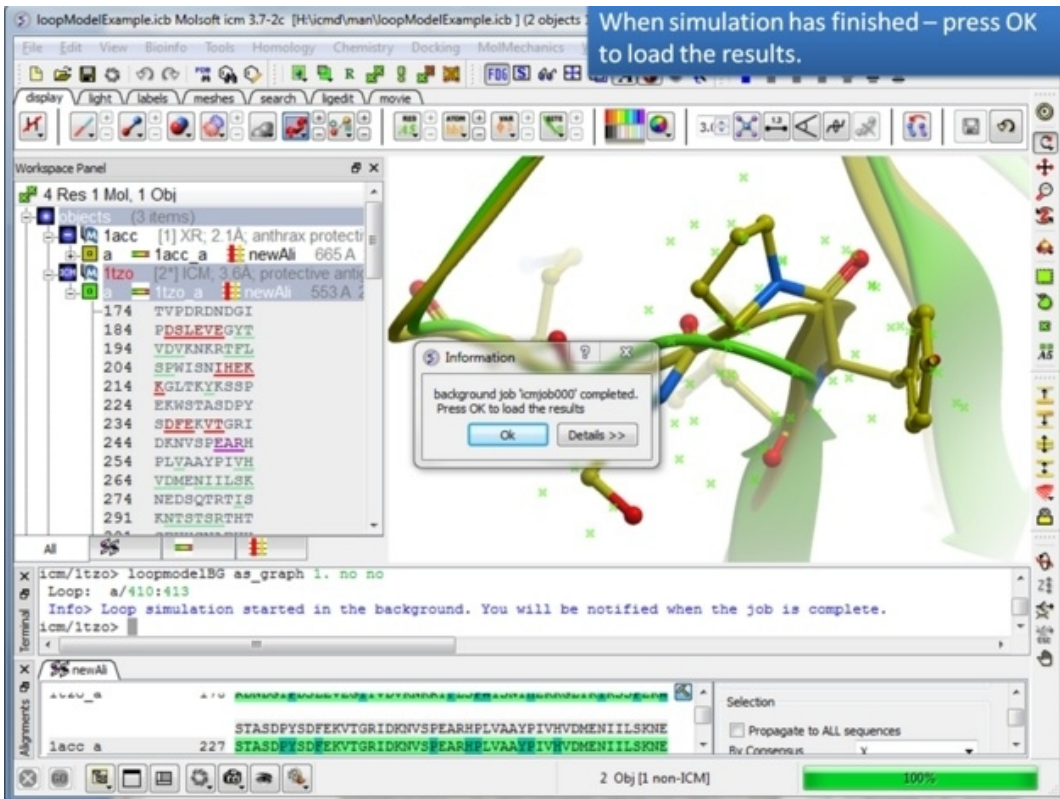 loopModelExample.icb Molsoft icm 3.7-2c [H:\icmd\man\loopModelExample.icb ] (2 objects
When simulation has finished – press OK
to load the results.
File Edit View Bioinfo Tools Homology Chemistry Docking MolMechanics
FOG
display light labels meshes search ligedit movie
Workspace Panel
4 Res 1 Mol, 1 Obj
objects (3 items)
1acc [1] XR; 2.1A; anthrax protecti
a 1acc_a newAli 665 A
ICM 1tzo [2*] ICM; 3.6A; protective antig
a 1tzo_a newAli 553 A 2
174 TVPDRDNDGI
184 PDSLEVEGYT
194 VDVKNKRTFL
204 SPWISNIHEK
214 KGLTKYKSSP
224 EKWSTASDPY
234 SDFEKVTGRI
244 DKNVSPEARH
254 PLVAAYPIVH
264 VDMENIILSK
274 NEDSQTRTIS
291 KNTSTSRTHT
All
Information
background job 'icmjob000' completed.
Press OK to load the results
Ok Details >>
Terminal
icm/1tzo> loopmodelBG as_graph 1. no no
Loop: a/410:413
Info> Loop simulation started in the background. You will be notified when the job is complete.
icm/1tzo>
Alignments
newAli
STASDPYSDFEKVTGRIDKNVSPEARHPLVAAYPIVHVDMENIILSKNE
1acc_a 227 STASDPYSDFEKVTGRIDKNVSPEARHPLVAAYPIVHVDMENIILSKNE
Selection
Propagate to ALL sequences
By Consensus
2 Obj [1 non-ICM]
100%